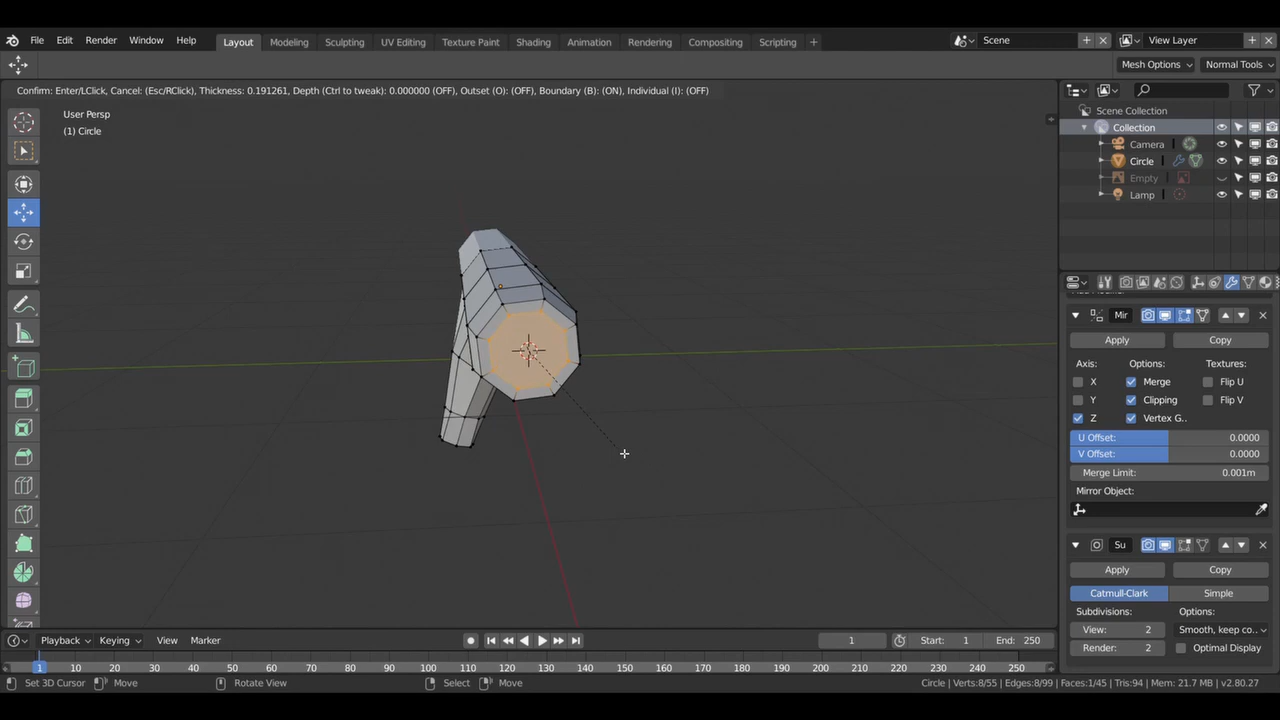 File Edit Render Window Help Layout Modeling Sculpting UV Editing Texture Paint Shading Animation Rendering Compositing Scripting + Scene View Layer
Mesh Options Normal Tools
Confirm: Enter/LClick, Cancel: (Esc/RClick), Thickness: 0.191261, Depth (Ctrl to tweak): 0.000000 (OFF), Outset (O): (OFF), Boundary (B): (ON), Individual (I): (OFF)
User Persp
(1) Circle
Scene Collection
Collection
Camera
Circle
Empty
Lamp
Mir
Apply Copy
Axis: Options: Textures:
X Merge Flip U
Y Clipping Flip V
Z Vertex G..
U Offset: 0.0000
V Offset: 0.0000
Merge Limit: 0.001m
Mirror Object:
Su
Apply Copy
Catmull-Clark Simple
Subdivisions: Options:
View: 2 Smooth, keep co..
Render: 2 Optimal Display
Playback Keying View Marker 1 Start: 1 End: 250
1 10 20 30 40 50 60 70 80 90 100 110 120 130 140 150 160 170 180 190 200 210 220 230 240 250
Set 3D Cursor Move Rotate View Select Move Circle | Verts:8/55 | Edges:8/99 | Faces:1/45 | Tris:94 | Mem: 21.7 MB | v2.80.27